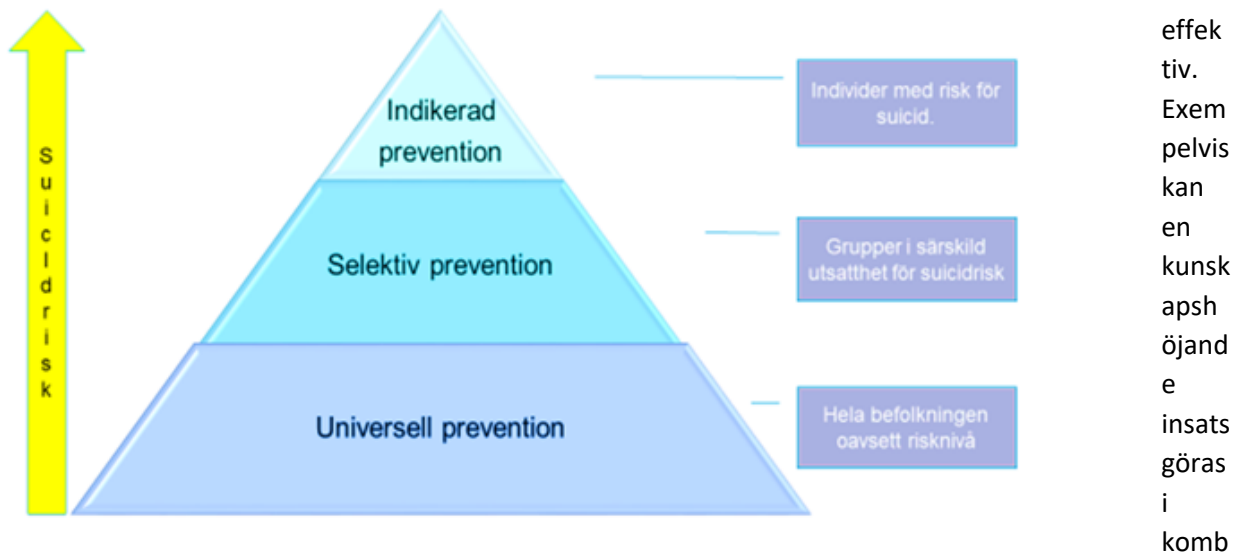 S
u
i
c
I
d
r
i
s
k
Indikerad
prevention
Selektiv prevention
Universell prevention
Individer med risk för
suicid.
Grupper i särskild
utsatthet för suicidrisk
Hela befolkningen
oavsett risknivå
effek
tiv.
Exem
pelvis
kan
en
kunsk
apsh
öjand
e
insats
göras
i
komb